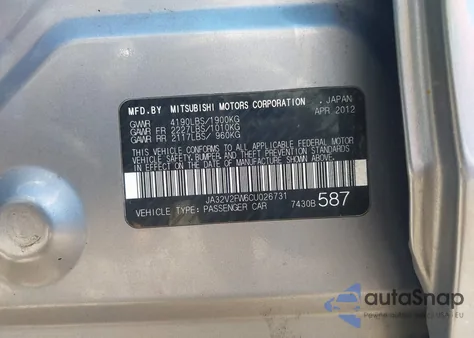 MFD.BY MITSUBISHI MOTORS CORPORATION JAPAN
APR 2012
GVWR 4190LBS/1900KG
GAWR FR 2227LBS/1010KG
GAWR RR 2117LBS/ 960KG
THIS VEHICLE CONFORMS TO ALL APPLICABLE FEDERAL MOTOR
VEHICLE SAFETY, BUMPER, AND THEFT PREVENTION STANDARDS
IN EFFECT ON THE DATE OF MANUFACTURE SHOWN ABOVE.
JA32V2FW6CU026731
VEHICLE TYPE: PASSENGER CAR 7430B 587
autoSnap